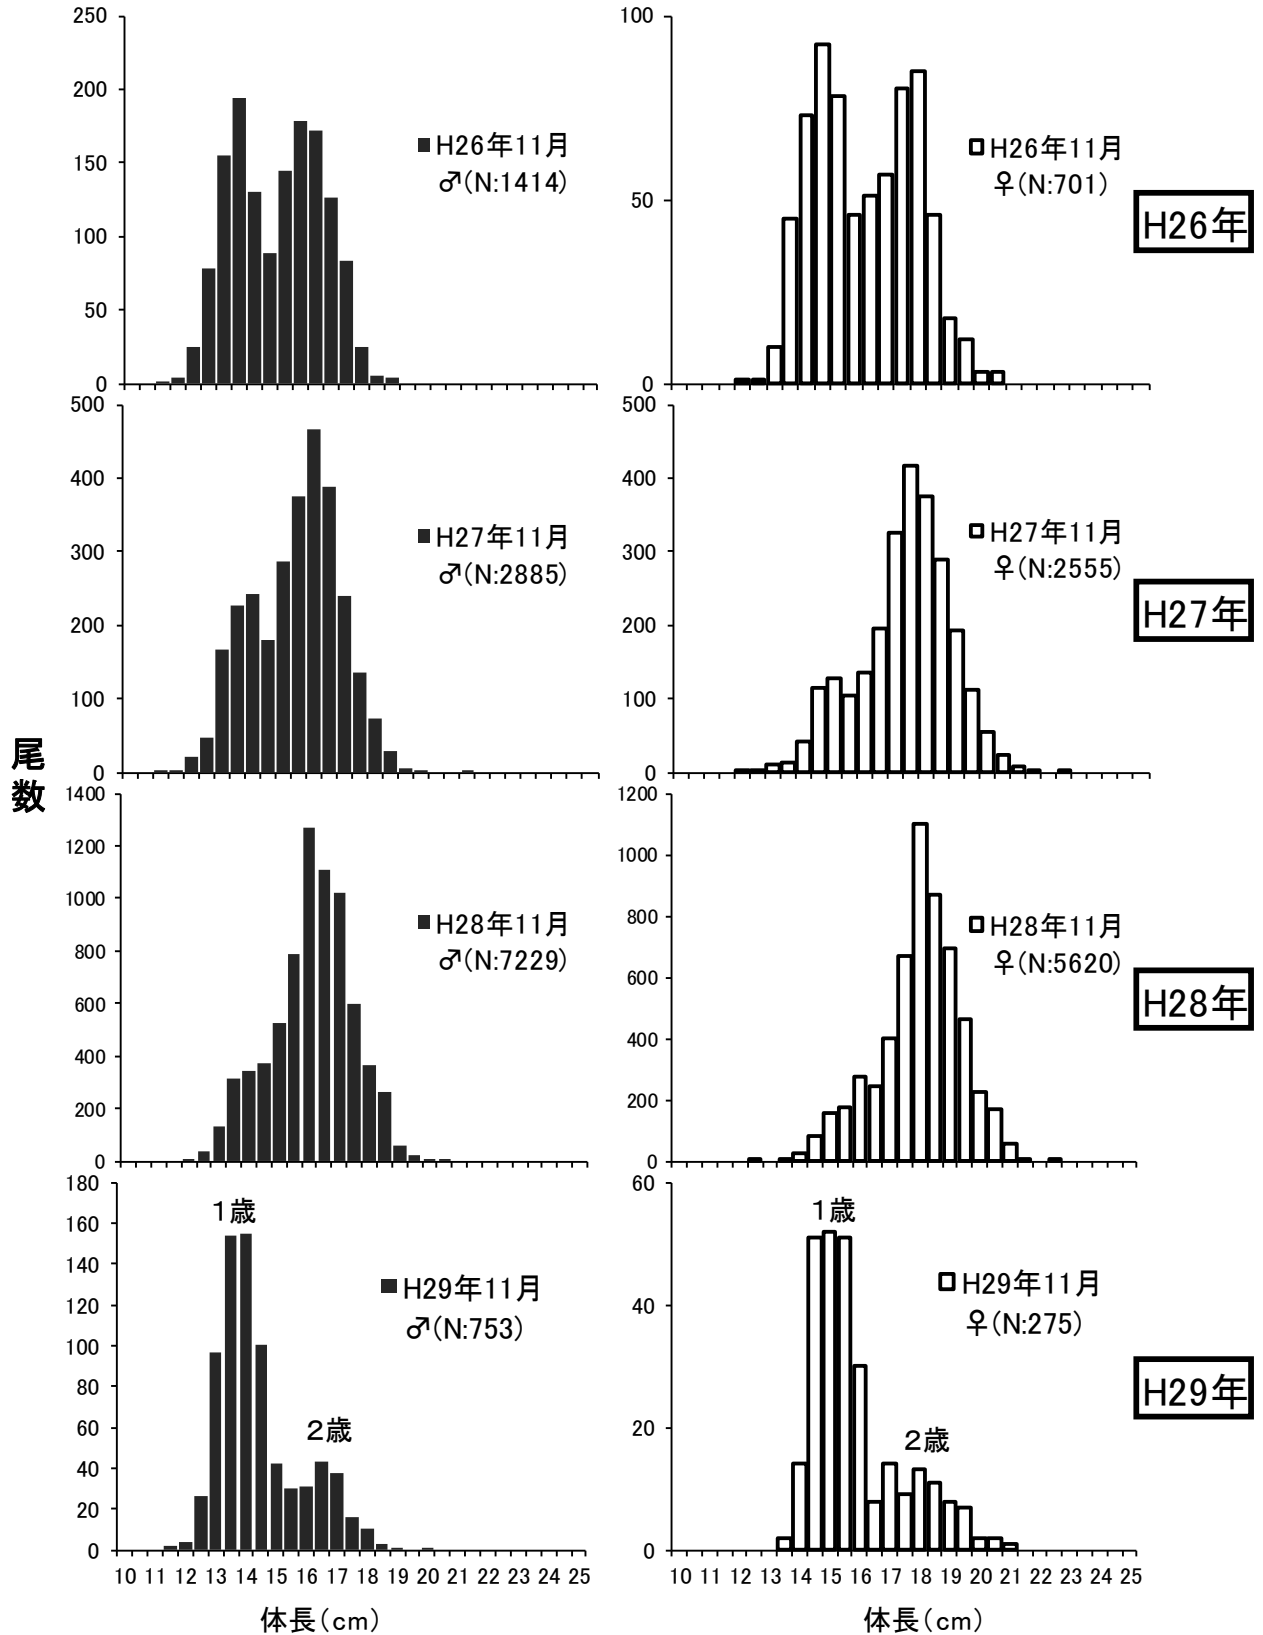 250
200
150
100
50
0
■H26年11月
♂(N:1414)
100
50
0
□H26年11月
♀(N:701)
H26年
500
400
300
200
100
0
■H27年11月
♂(N:2885)
500
400
300
200
100
0
□H27年11月
♀(N:2555)
H27年
尾数
1400
1200
1000
800
600
400
200
0
■H28年11月
♂(N:7229)
1200
1000
800
600
400
200
0
□H28年11月
♀(N:5620)
H28年
180
160
140
120
100
80
60
40
20
0
1歳
2歳
■H29年11月
♂(N:753)
10 11 12 13 14 15 16 17 18 19 20 21 22 23 24 25
体長(cm)
60
40
20
0
1歳
2歳
□H29年11月
♀(N:275)
H29年
10 11 12 13 14 15 16 17 18 19 20 21 22 23 24 25
体長(cm)